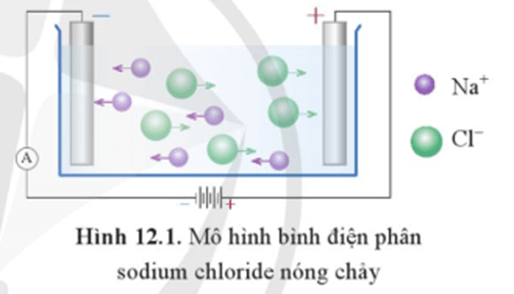 −
+
Na⁺
Cl⁻
A
−
+
Hình 12.1. Mô hình bình điện phân
sodium chloride nóng chảy